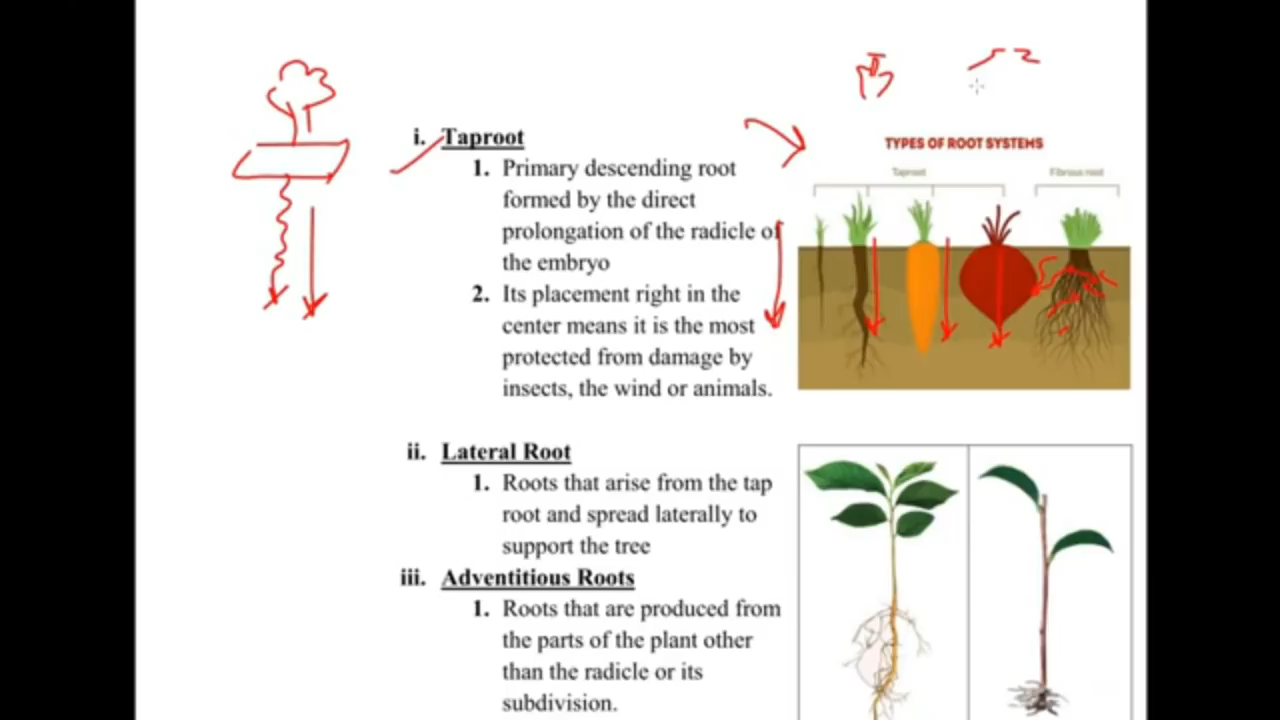 i. Taproot
1. Primary descending root
formed by the direct
prolongation of the radicle of
the embryo
2. Its placement right in the
center means it is the most
protected from damage by
insects, the wind or animals.
TYPES OF ROOT SYSTEMS
Taproot
Fibrous root
ii. Lateral Root
1. Roots that arise from the tap
root and spread laterally to
support the tree
iii. Adventitious Roots
1. Roots that are produced from
the parts of the plant other
than the radicle or its
subdivision.